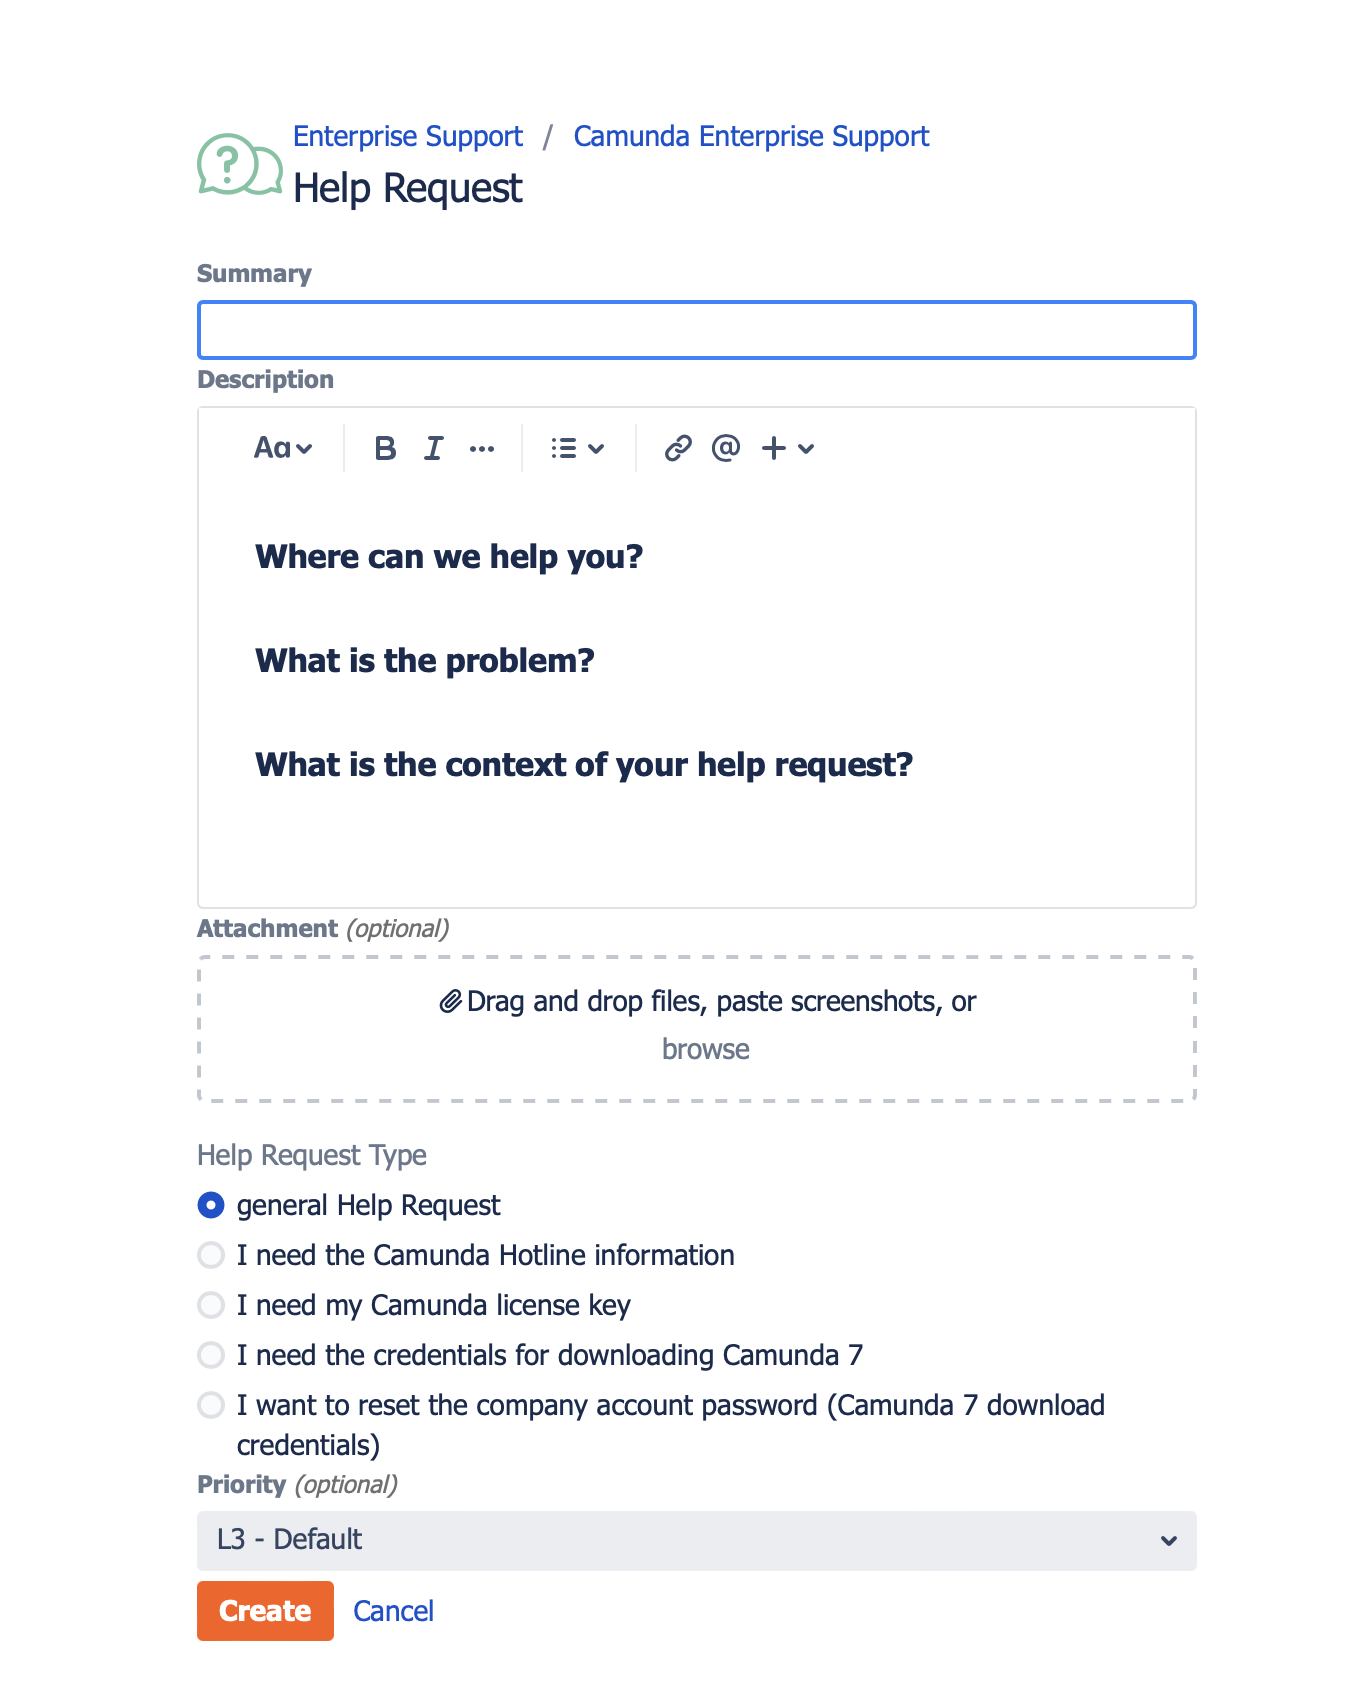 Enterprise Support / Camunda Enterprise Support
Help Request
Summary
Description
Aa B I ... @ +
Where can we help you?
What is the problem?
What is the context of your help request?
Attachment (optional)
Drag and drop files, paste screenshots, or
browse
Help Request Type
general Help Request
I need the Camunda Hotline information
I need my Camunda license key
I need the credentials for downloading Camunda 7
I want to reset the company account password (Camunda 7 download
credentials)
Priority (optional)
L3 - Default
Create Cancel